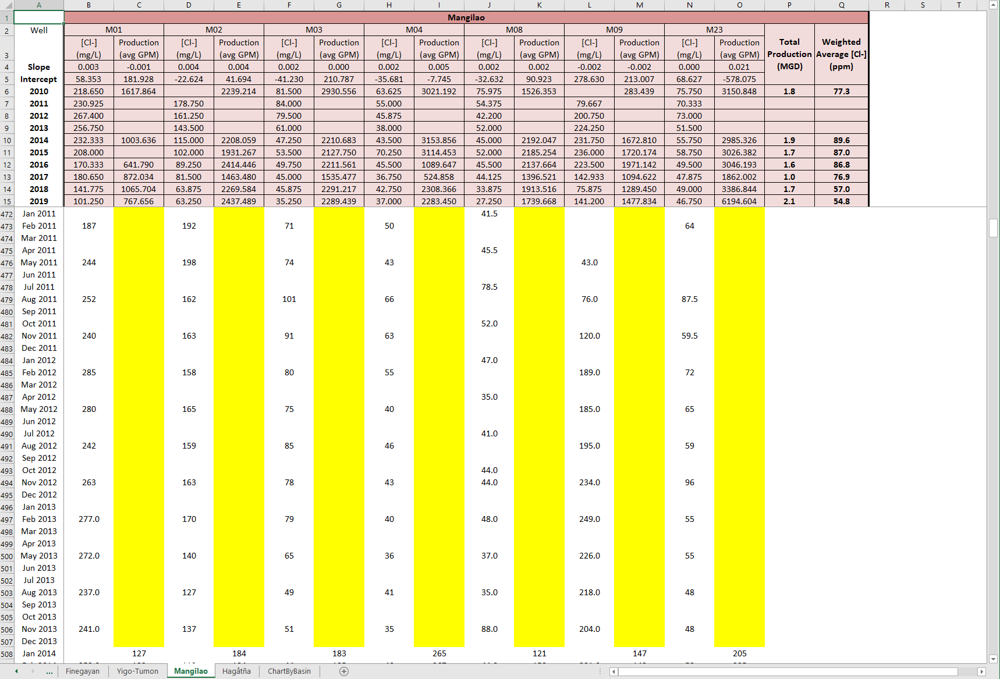 A B C D E F G H I J K L M N O P Q R S T
1 Mangilao
2 Well M01 M02 M03 M04 M08 M09 M23
3 [Cl-] (mg/L) Production (avg GPM) [Cl-] (mg/L) Production (avg GPM) [Cl-] (mg/L) Production (avg GPM) [Cl-] (mg/L) Production (avg GPM) [Cl-] (mg/L) Production (avg GPM) [Cl-] (mg/L) Production (avg GPM) [Cl-] (mg/L) Production (avg GPM) Total Production (MGD) Weighted Average [Cl-] (ppm)
4 Slope 0.003 -0.001 0.004 0.004 0.002 0.000 0.002 0.005 0.002 0.002 -0.002 -0.002 0.000 0.021
5 Intercept 58.353 181.928 -22.624 41.694 -41.230 210.787 -35.681 -7.745 -32.632 90.923 278.630 213.007 68.627 -578.075
6 2010 218.650 1617.864 2239.214 81.500 2930.556 63.625 3021.192 75.975 1526.353 283.439 75.750 3150.848 1.8 77.3
7 2011 230.925 178.750 84.000 55.000 54.375 79.667 70.333
8 2012 267.400 161.250 79.500 45.875 42.200 200.750 73.000
9 2013 256.750 143.500 61.000 38.000 52.000 224.250 51.500
10 2014 232.333 1003.636 115.000 2208.059 47.250 2210.683 43.500 3153.856 45.000 2192.047 231.750 1672.810 55.750 2985.326 1.9 89.6
11 2015 208.000 102.000 1931.267 53.500 2127.750 70.250 3114.453 52.000 2185.254 236.000 1720.174 58.750 3026.382 1.7 87.0
12 2016 170.333 641.790 89.250 2414.446 49.750 2211.561 45.500 1089.647 45.500 2137.664 223.500 1971.142 49.500 3046.193 1.6 86.8
13 2017 180.650 872.034 81.500 1463.480 45.000 1535.477 36.750 524.858 44.125 1396.521 142.933 1094.622 47.875 1862.002 1.0 76.9
14 2018 141.775 1065.704 63.875 2269.584 45.875 2291.217 42.750 2308.366 33.875 1913.516 75.875 1289.450 49.000 3386.844 1.7 57.0
15 2019 101.250 767.656 63.250 2437.489 35.250 2289.439 37.000 2283.450 27.250 1739.668 141.200 1477.834 46.750 6194.604 2.1 54.8
472 Jan 2011 41.5
473 Feb 2011 187 192 71 50 64
474 Mar 2011
475 Apr 2011 45.5
476 May 2011 244 198 74 43 43.0
477 Jun 2011
478 Jul 2011 78.5
479 Aug 2011 252 162 101 66 76.0 87.5
480 Sep 2011
481 Oct 2011 52.0
482 Nov 2011 240 163 91 63 120.0 59.5
483 Dec 2011
484 Jan 2012 47.0
485 Feb 2012 285 158 80 55 189.0 72
486 Mar 2012
487 Apr 2012 35.0
488 May 2012 280 165 75 40 185.0 65
489 Jun 2012
490 Jul 2012 41.0
491 Aug 2012 242 159 85 46 195.0 59
492 Sep 2012
493 Oct 2012 44.0
494 Nov 2012 263 163 78 43 44.0 234.0 96
495 Dec 2012
496 Jan 2013
497 Feb 2013 277.0 170 79 40 48.0 249.0 55
498 Mar 2013
499 Apr 2013
500 May 2013 272.0 140 65 36 37.0 226.0 55
501 Jun 2013
502 Jul 2013
503 Aug 2013 237.0 127 49 41 35.0 218.0 48
504 Sep 2013
505 Oct 2013
506 Nov 2013 241.0 137 51 35 88.0 204.0 48
507 Dec 2013
508 Jan 2014 127 184 183 265 121 147 205
... Finegayan Yigo-Tumon Mangilao Hagåtña ChartByBasin